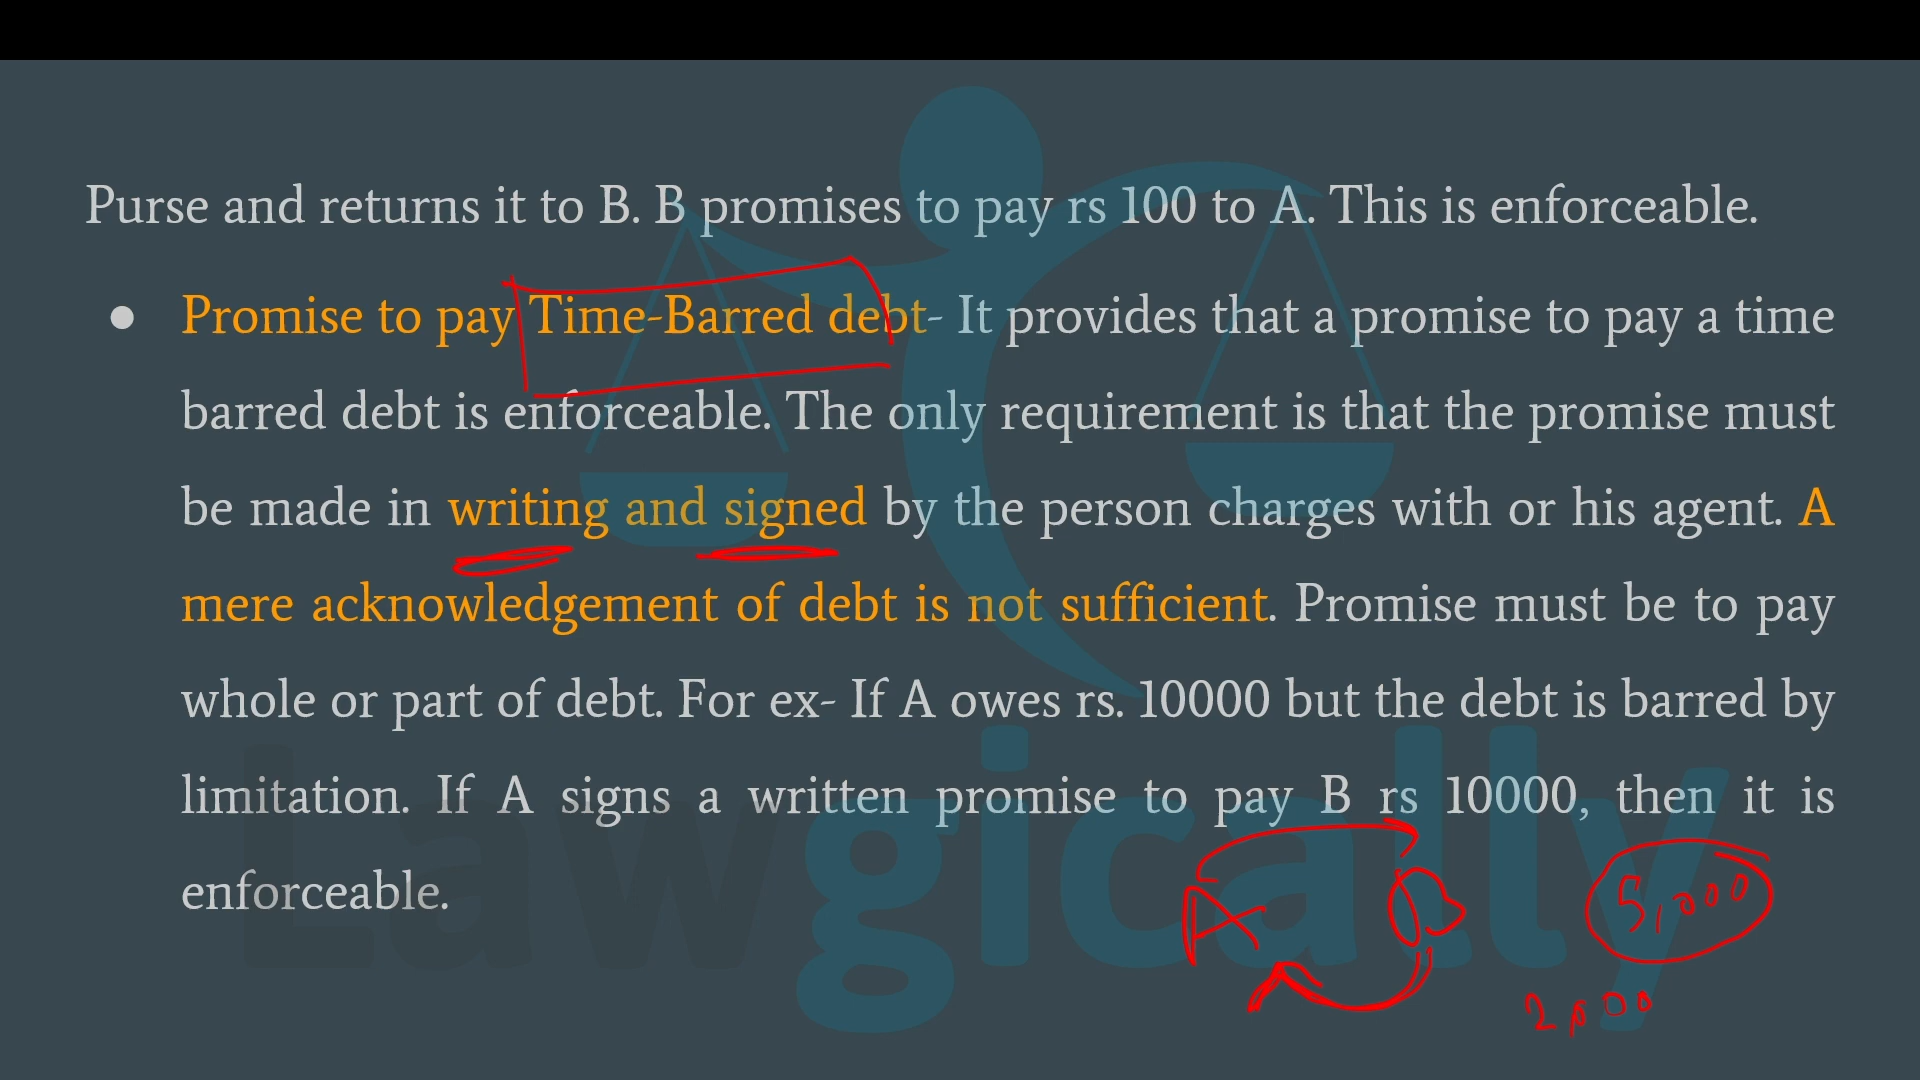 Purse and returns it to B. B promises to pay rs 100 to A. This is enforceable.
● Promise to pay Time-Barred debt- It provides that a promise to pay a time
barred debt is enforceable. The only requirement is that the promise must
be made in writing and signed by the person charges with or his agent. A
mere acknowledgement of debt is not sufficient. Promise must be to pay
whole or part of debt. For ex- If A owes rs. 10000 but the debt is barred by
limitation. If A signs a written promise to pay B rs 10000, then it is
enforceable.
Lawgically
A B 5,000
2,000